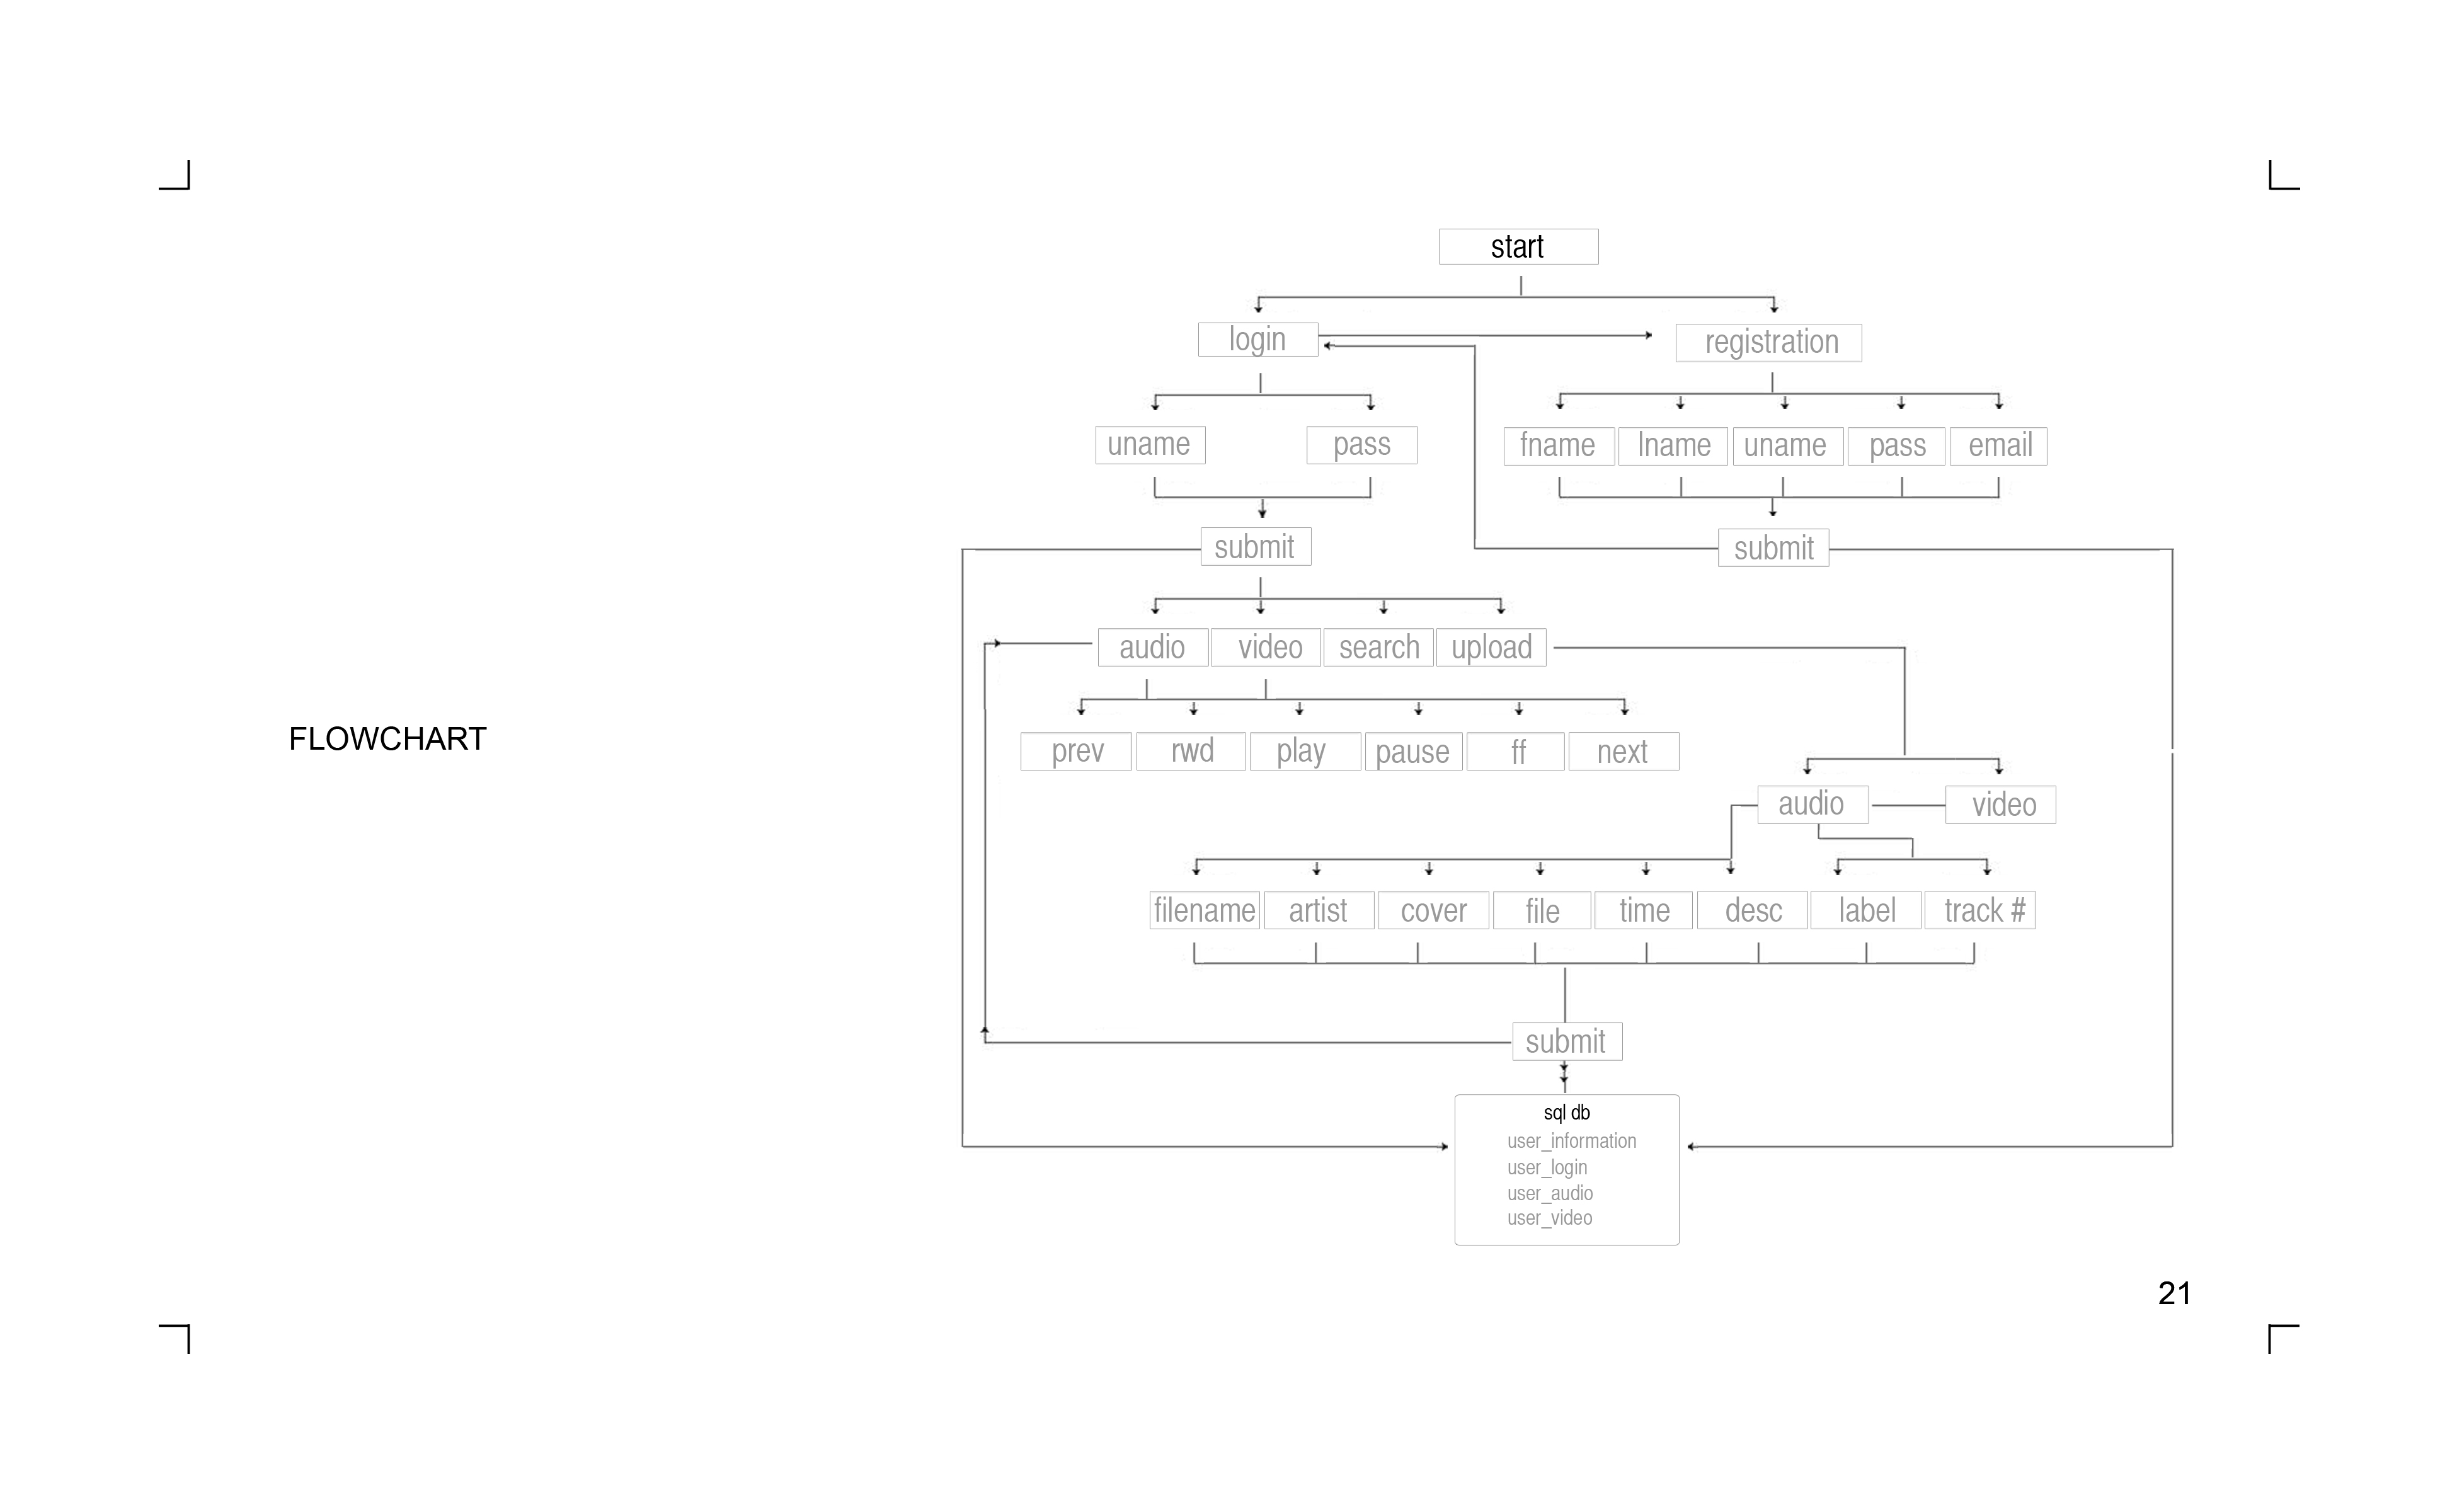 FLOWCHART
start
login
registration
uname
pass
fname
lname
uname
pass
email
submit
submit
audio
video
search
upload
prev
rwd
play
pause
ff
next
audio
video
filename
artist
cover
file
time
desc
label
track #
submit
sql db
user_information
user_login
user_audio
user_video
21